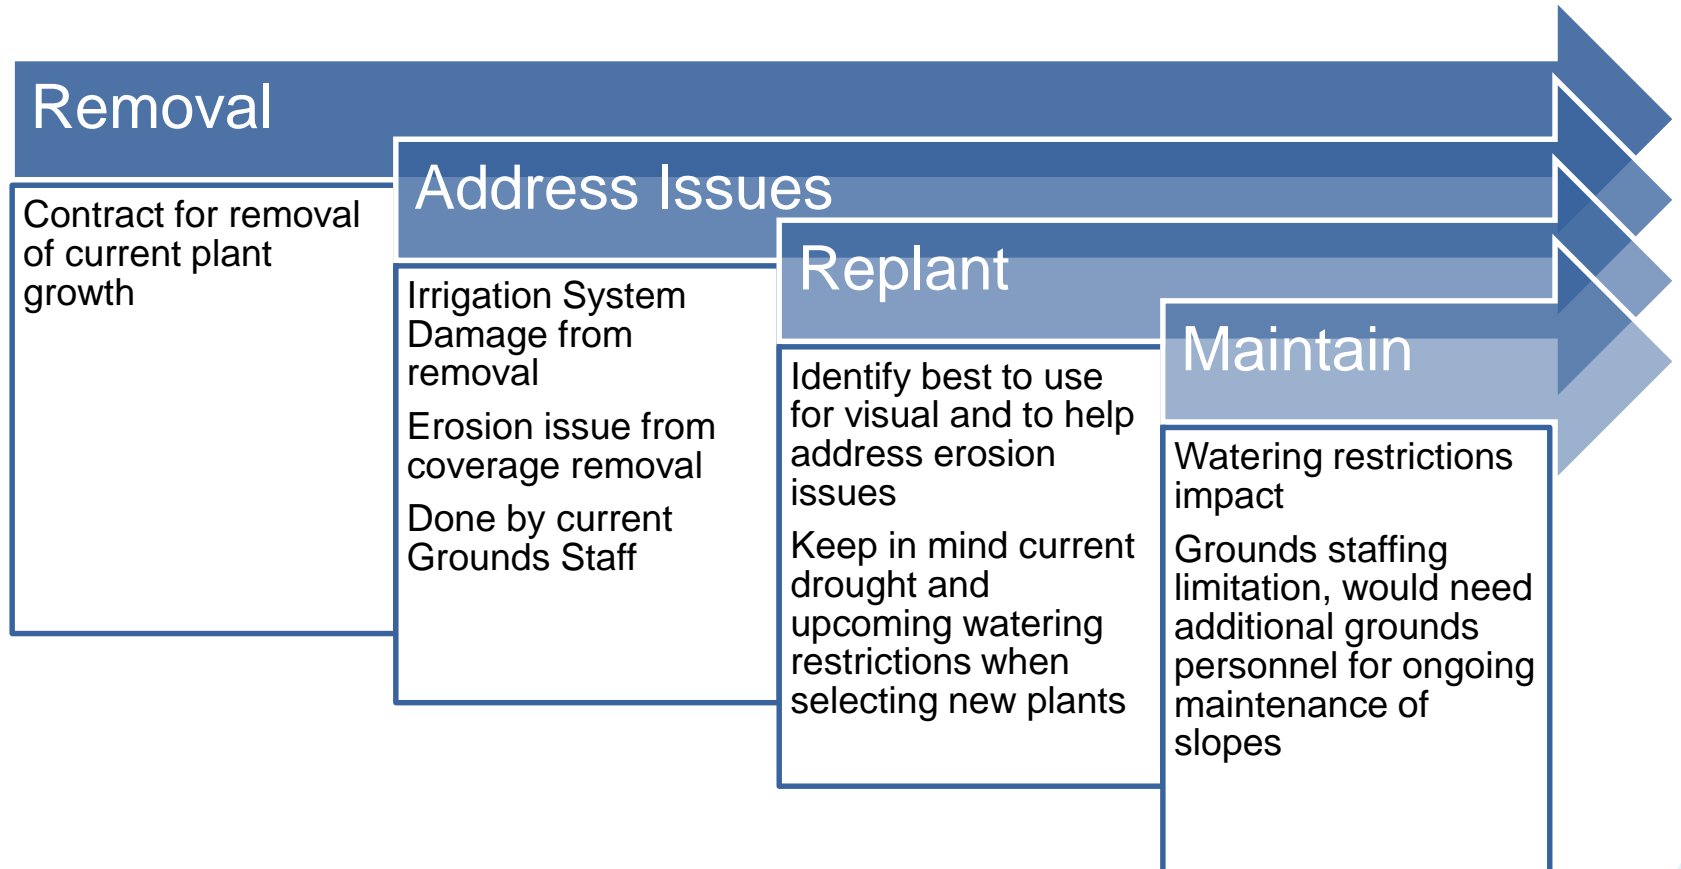 Removal
Contract for removal
of current plant
growth
Address Issues
Irrigation System
Damage from
removal
Erosion issue from
coverage removal
Done by current
Grounds Staff
Replant
Identify best to use
for visual and to help
address erosion
issues
Keep in mind current
drought and
upcoming watering
restrictions when
selecting new plants
Maintain
Watering restrictions
impact
Grounds staffing
limitation, would need
additional grounds
personnel for ongoing
maintenance of
slopes